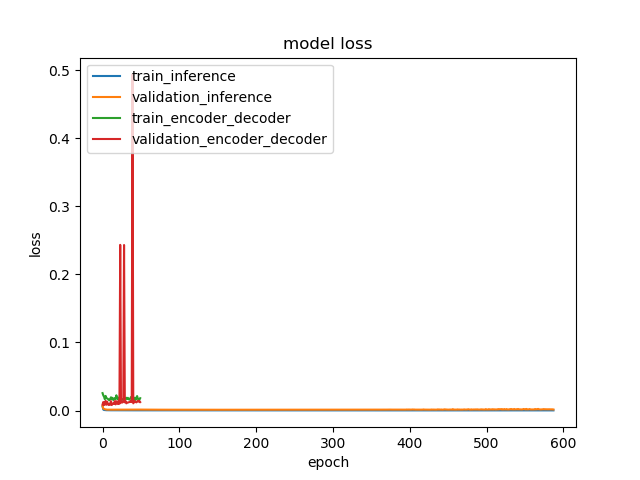 model loss
train_inference
validation_inference
train_encoder_decoder
validation_encoder_decoder
loss
0.5
0.4
0.3
0.2
0.1
0.0
0 100 200 300 400 500 600
epoch